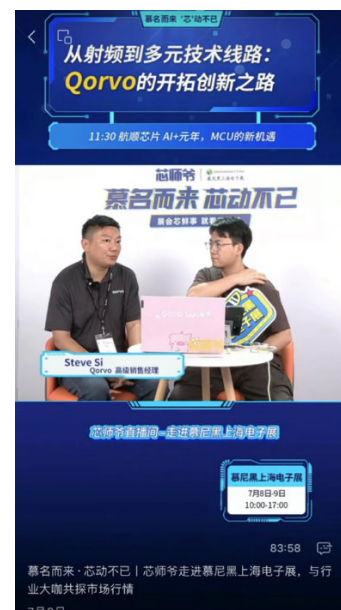 慕名而来 '芯'动不已
从射频到多元技术线路：
Qorvo的开拓创新之路
11:30 航顺芯片 AI+元年，MCU的新机遇
芯师爷
慕名而来 芯动不已
Steve Si
Qorvo 高级销售经理
芯师爷直播间-走进慕尼黑上海电子展
慕尼黑上海电子展
7月8日-9日
10:00-17:00
83:58
慕名而来·芯动不已丨芯师爷走进慕尼黑上海电子展，与行
业大咖共探市场行情